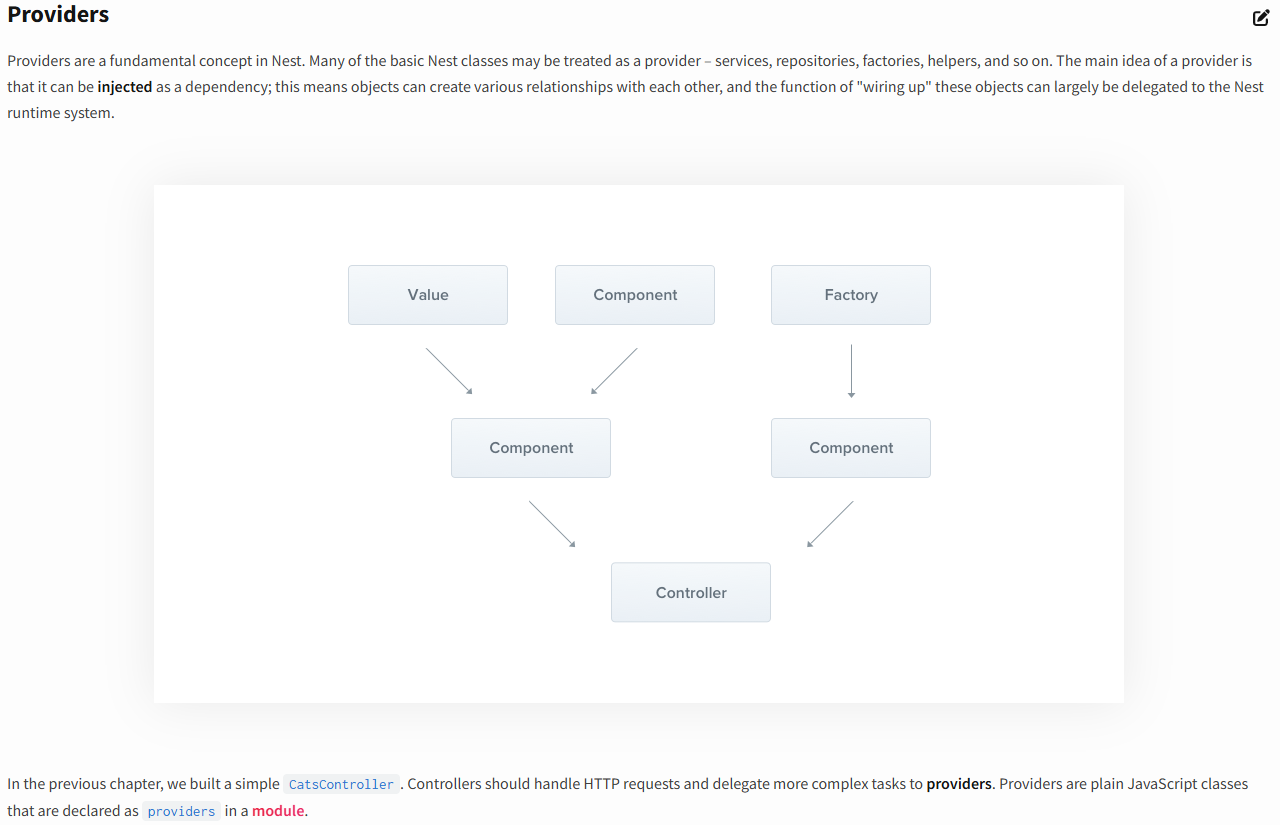 Providers
Providers are a fundamental concept in Nest. Many of the basic Nest classes may be treated as a provider – services, repositories, factories, helpers, and so on. The main idea of a provider is
that it can be injected as a dependency; this means objects can create various relationships with each other, and the function of "wiring up" these objects can largely be delegated to the Nest
runtime system.
Value
Component
Factory
Component
Component
Controller
In the previous chapter, we built a simple CatsController. Controllers should handle HTTP requests and delegate more complex tasks to providers. Providers are plain JavaScript classes
that are declared as providers in a module.